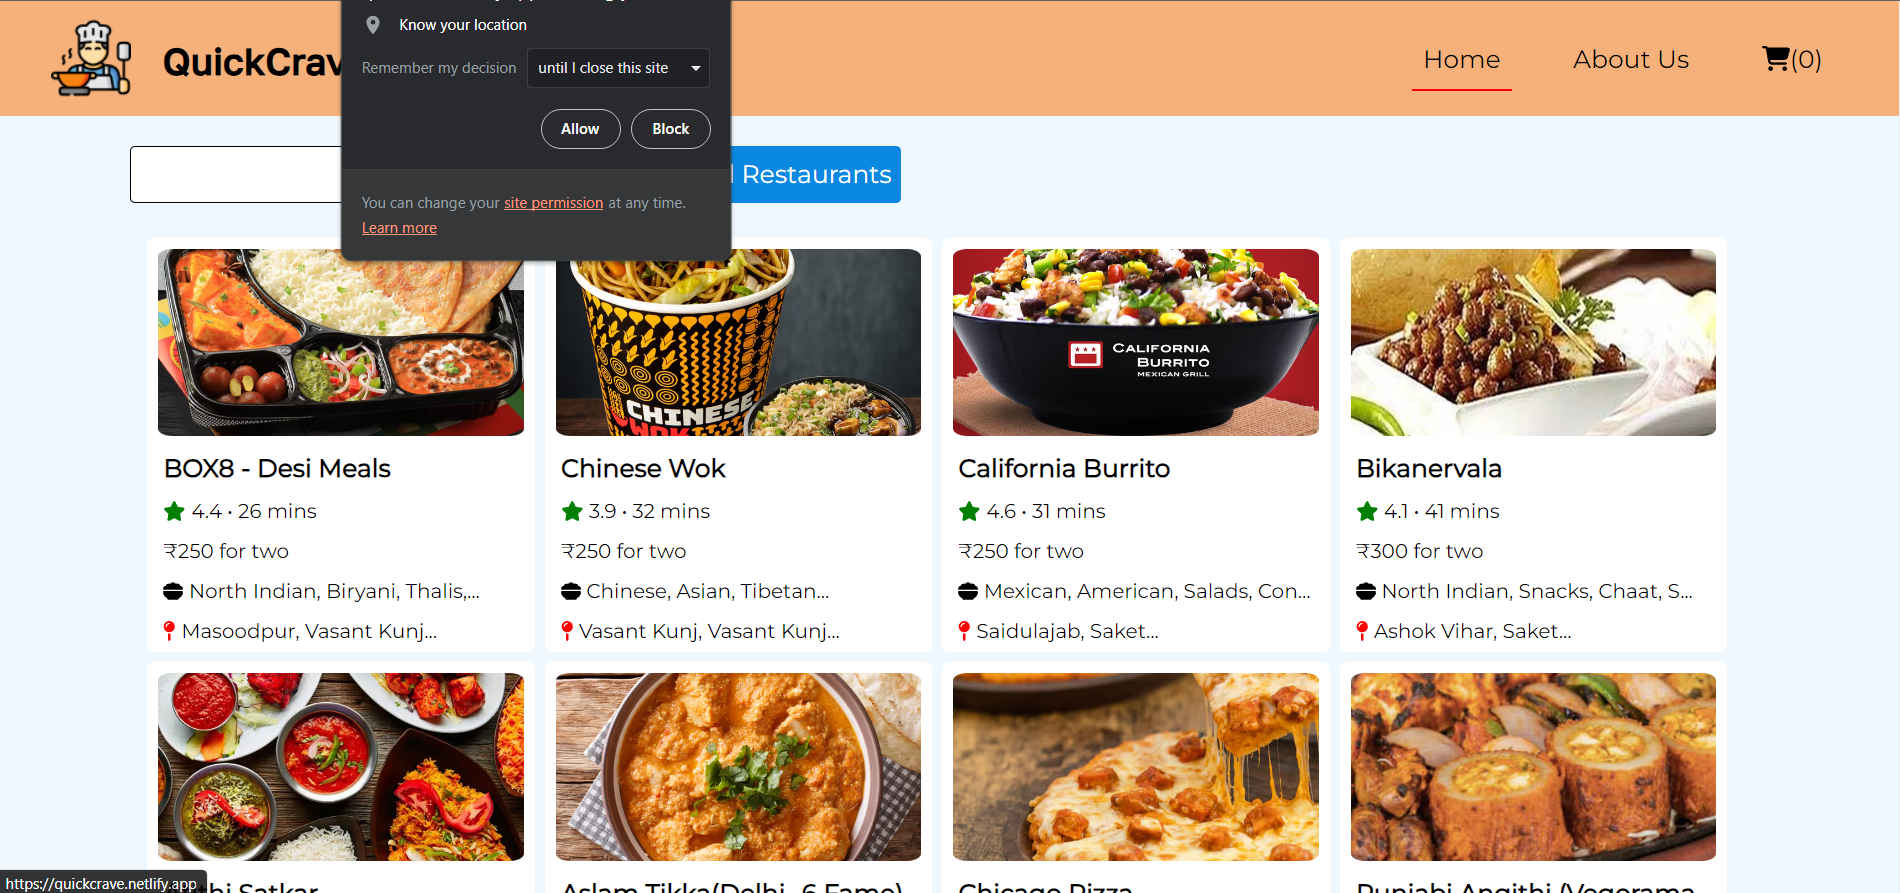 Know your location
QuickCrav
Home
About Us
(0)
Remember my decision
until I close this site
Allow
Block
Restaurants
You can change your site permission at any time.
Learn more
CALIFORNIA
BURRITO
MEXICAN GRILL
CHINESE
WOK
BOX8 - Desi Meals
4.4 • 26 mins
₹250 for two
North Indian, Biryani, Thalis,...
Masoodpur, Vasant Kunj...
Chinese Wok
3.9 • 32 mins
₹250 for two
Chinese, Asian, Tibetan...
Vasant Kunj, Vasant Kunj...
California Burrito
4.6 • 31 mins
₹250 for two
Mexican, American, Salads, Con...
Saidulajab, Saket...
Bikanervala
4.1 • 41 mins
₹300 for two
North Indian, Snacks, Chaat, S...
Ashok Vihar, Saket...
https://quickcrave.netlify.app
Satkar
Aslam Tikka(Delhi -6 Fame)
Chicago Pizza
Punjabi Angithi (Vegorama